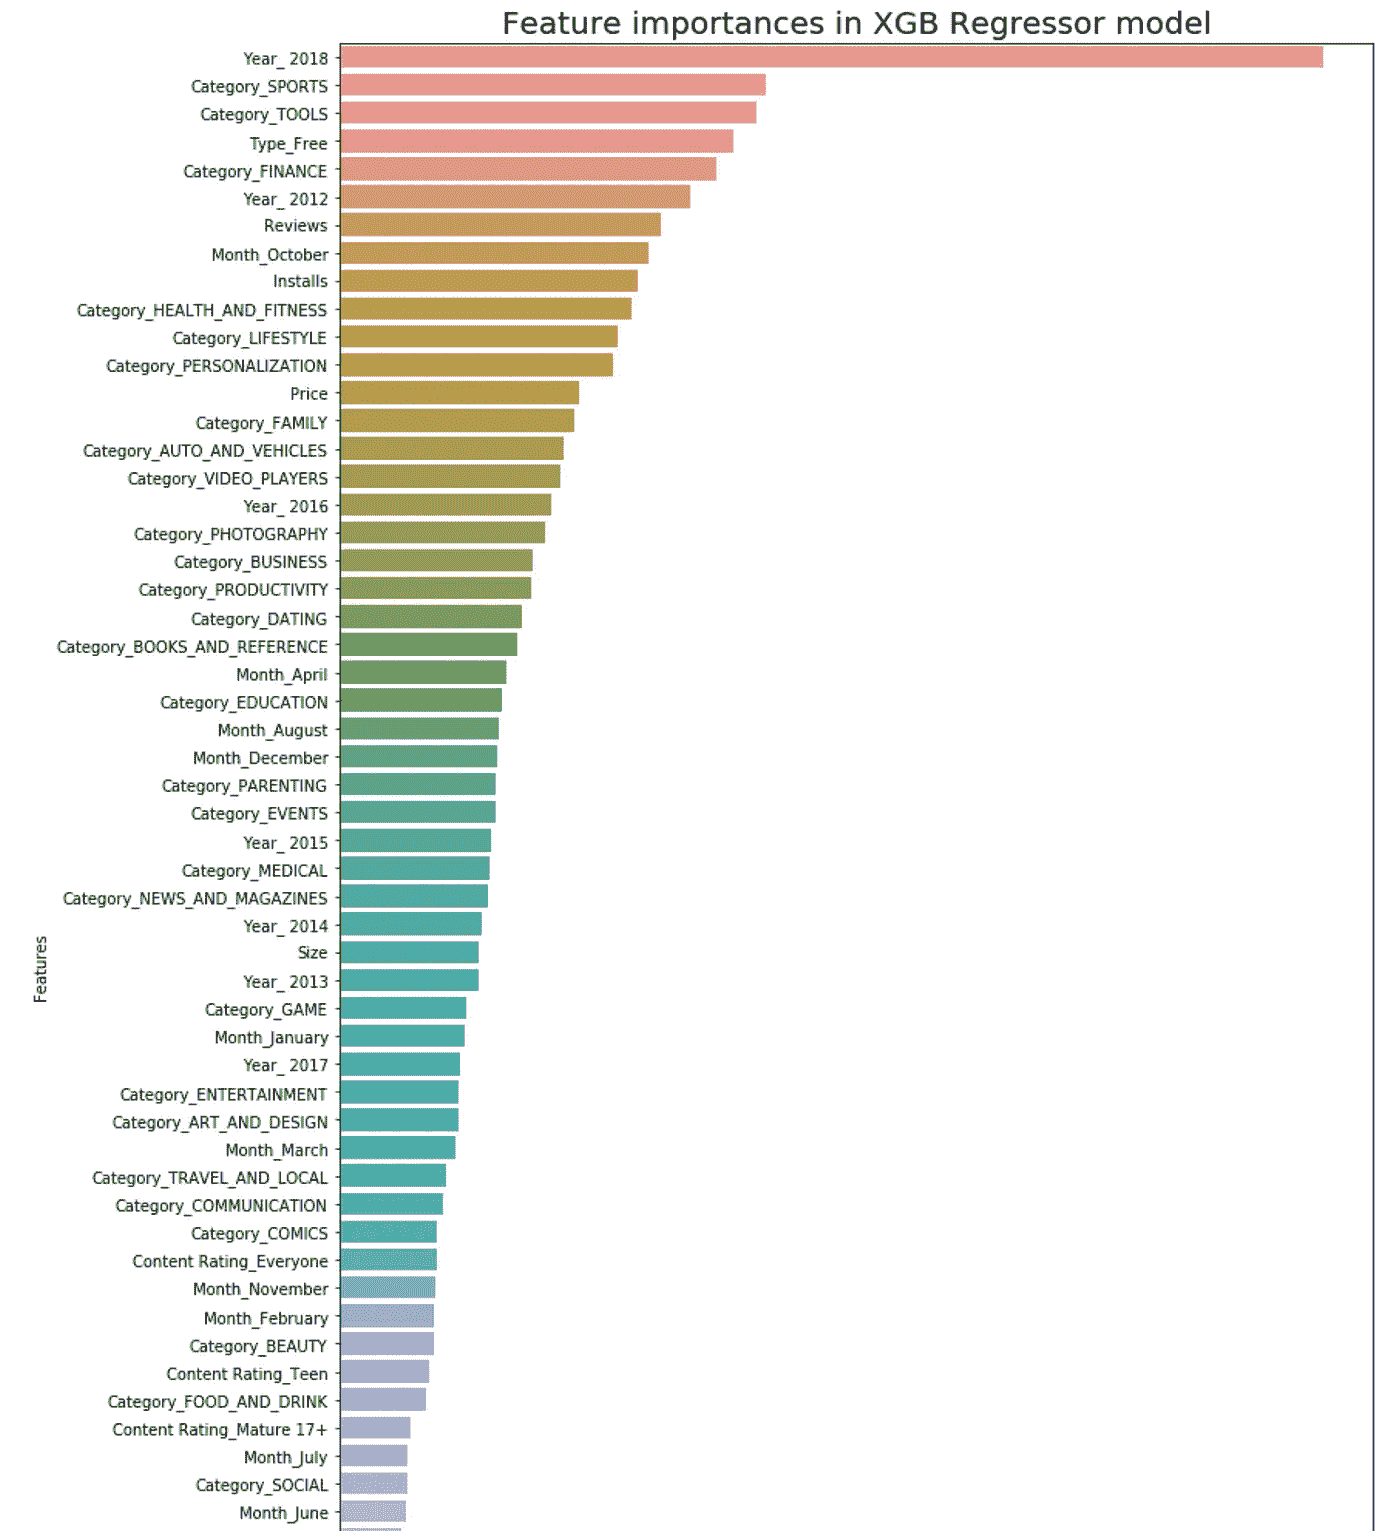 Feature importances in XGB Regressor model
Year_ 2018
Category_SPORTS
Category_TOOLS
Type_Free
Category_FINANCE
Year_ 2012
Reviews
Month_October
Installs
Category_HEALTH_AND_FITNESS
Category_LIFESTYLE
Category_PERSONALIZATION
Price
Category_FAMILY
Category_AUTO_AND_VEHICLES
Category_VIDEO_PLAYERS
Year_ 2016
Category_PHOTOGRAPHY
Category_BUSINESS
Category_PRODUCTIVITY
Category_DATING
Category_BOOKS_AND_REFERENCE
Month_April
Category_EDUCATION
Month_August
Month_December
Category_PARENTING
Category_EVENTS
Year_ 2015
Category_MEDICAL
Category_NEWS_AND_MAGAZINES
Year_ 2014
Size
Year_ 2013
Category_GAME
Month_January
Year_ 2017
Category_ENTERTAINMENT
Category_ART_AND_DESIGN
Month_March
Category_TRAVEL_AND_LOCAL
Category_COMMUNICATION
Category_COMICS
Content Rating_Everyone
Month_November
Month_February
Category_BEAUTY
Content Rating_Teen
Category_FOOD_AND_DRINK
Content Rating_Mature 17+
Month_July
Category_SOCIAL
Month_June
Features